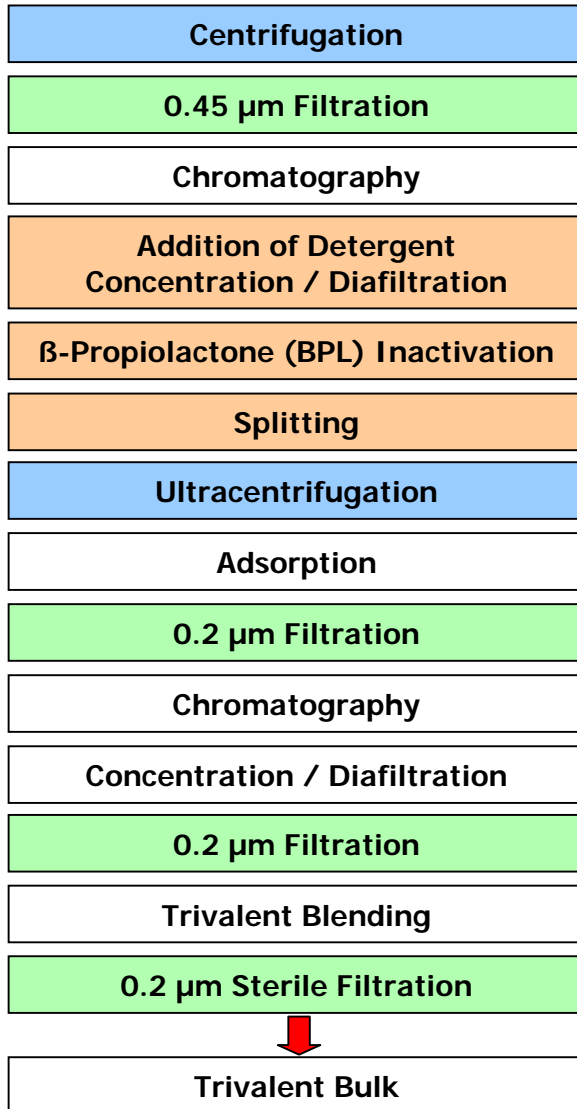 Centrifugation
0.45 µm Filtration
Chromatography
Addition of Detergent
Concentration / Diafiltration
ß-Propiolactone (BPL) Inactivation
Splitting
Ultracentrifugation
Adsorption
0.2 µm Filtration
Chromatography
Concentration / Diafiltration
0.2 µm Filtration
Trivalent Blending
0.2 µm Sterile Filtration
Trivalent Bulk